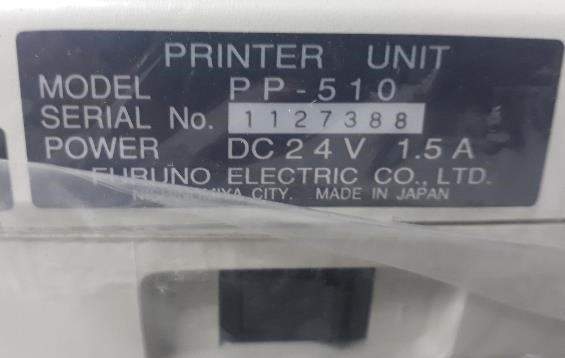 PRINTER UNIT
MODEL PP-510
SERIAL No. 1127388
POWER DC24V 1.5A
FURUNO ELECTRIC CO., LTD.
NISHINOMIYA CITY. MADE IN JAPAN